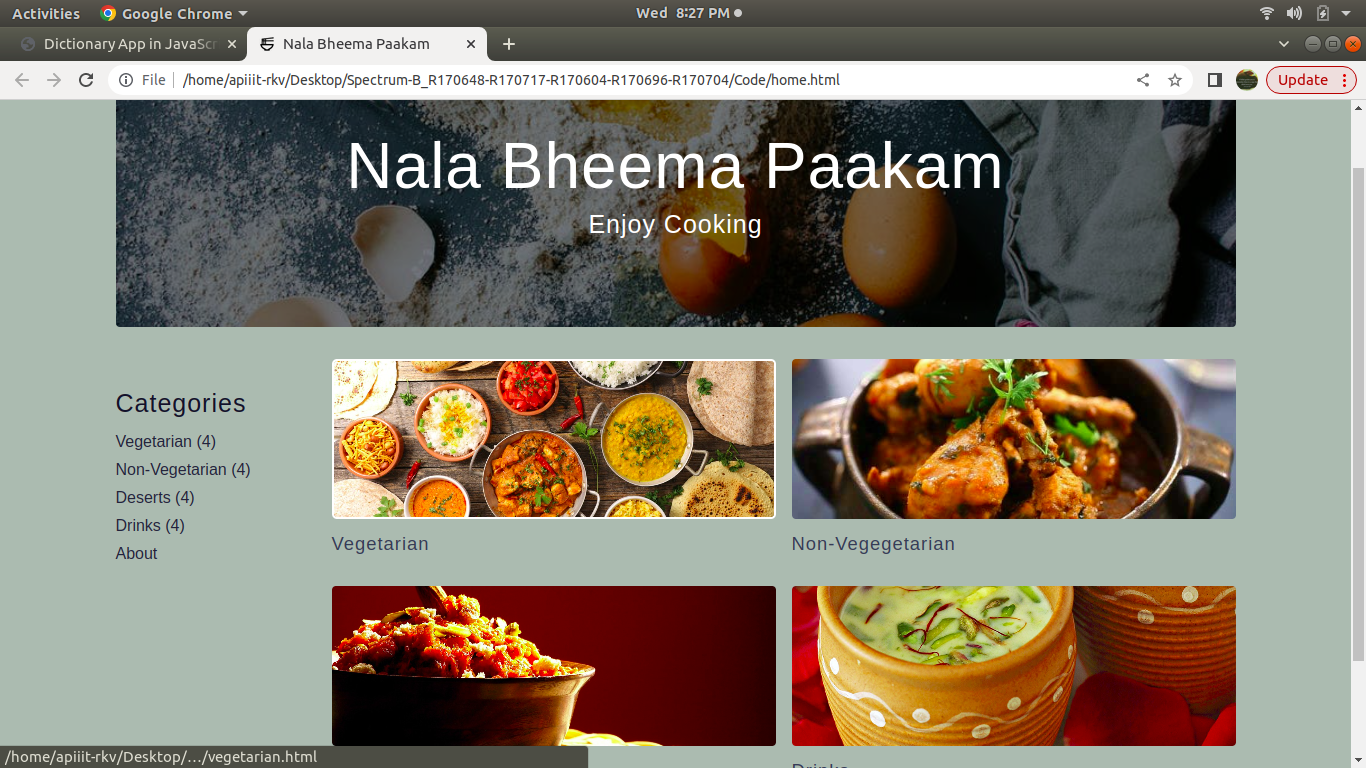 Activities Google Chrome Wed 8:27 PM
Dictionary App in JavaScr Nala Bheema Paakam
File /home/apiiit-rkv/Desktop/Spectrum-B_R170648-R170717-R170604-R170696-R170704/Code/home.html Update
Nala Bheema Paakam
Enjoy Cooking
Categories
Vegetarian (4)
Non-Vegetarian (4)
Deserts (4)
Drinks (4)
About
Vegetarian
Non-Vegegetarian
Drinks
/home/apiiit-rkv/Desktop/…/vegetarian.html